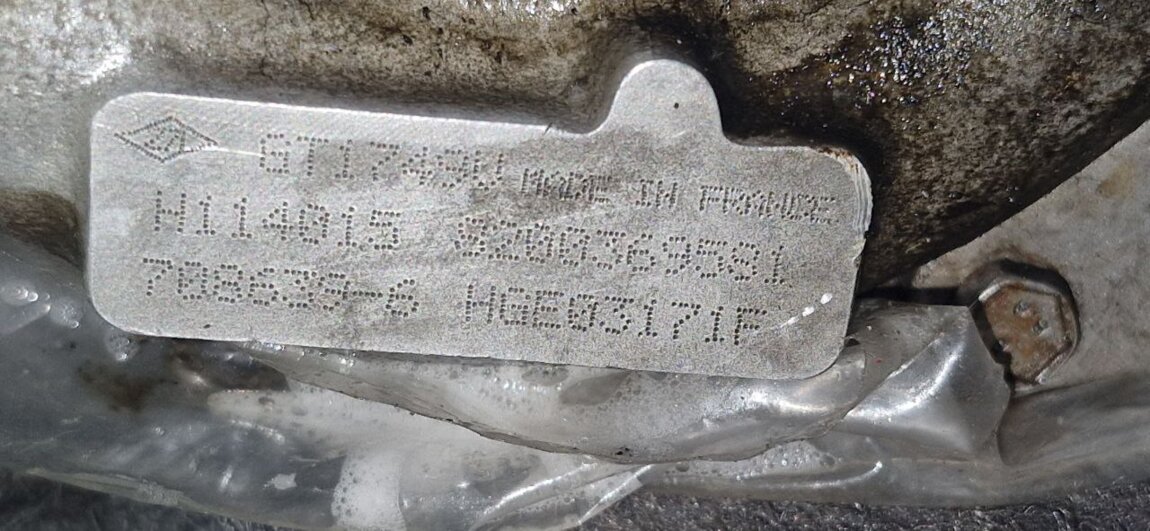 GT1749V MADE IN FRANCE
H114015 8200369581
708639-6 HGE03171F